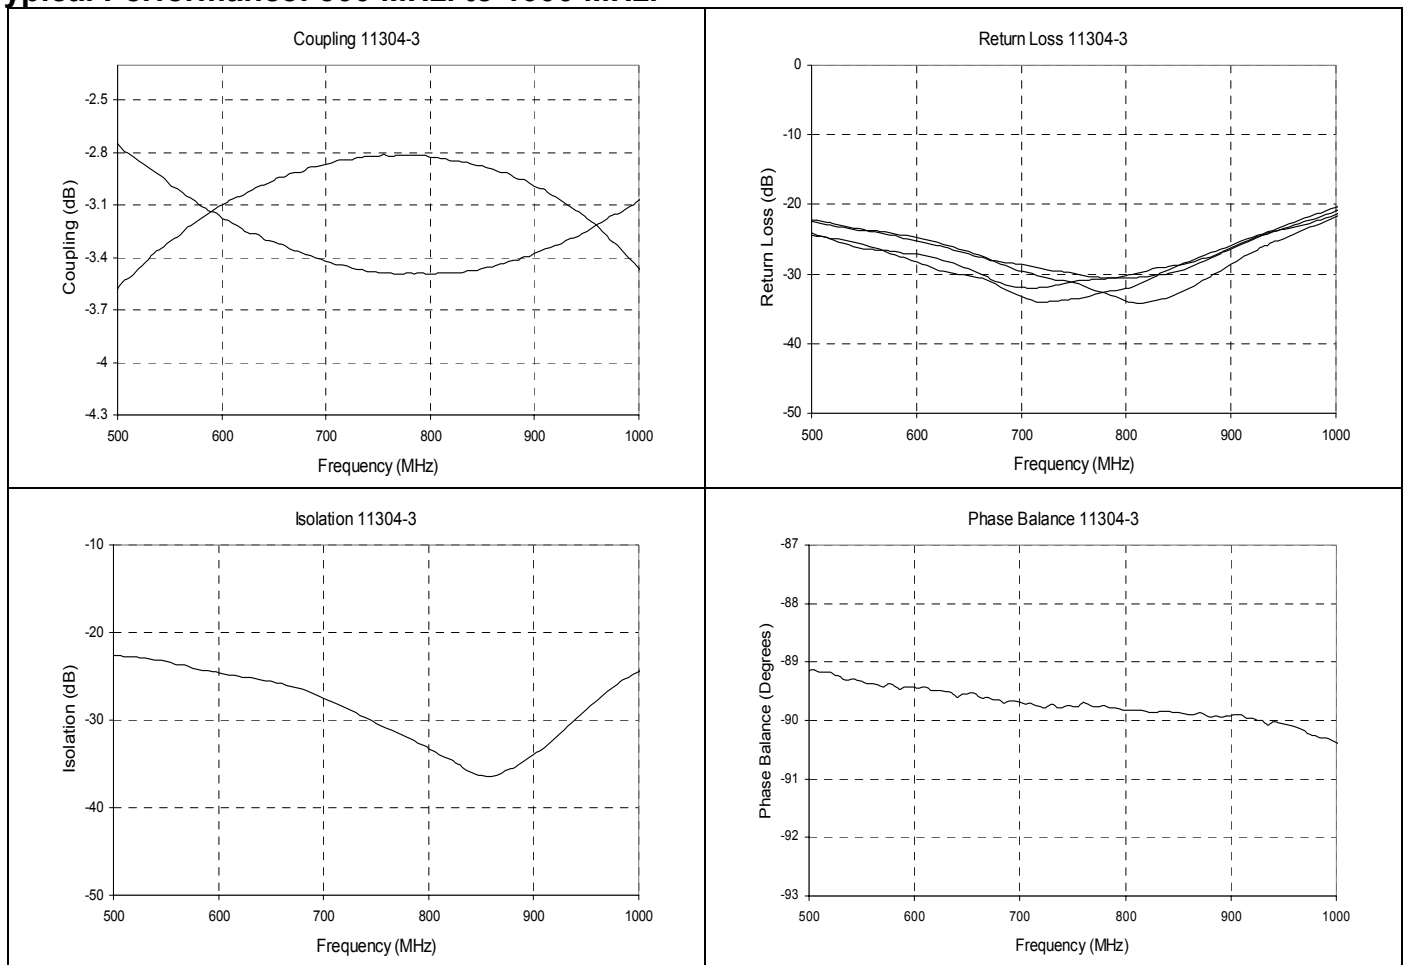 Coupling 11304-3
-2.5
-2.8
-3.1
-3.4
-3.7
-4
-4.3
Coupling (dB)
500 600 700 800 900 1000
Frequency (MHz)
Return Loss 11304-3
0
-10
-20
-30
-40
-50
Return Loss (dB)
500 600 700 800 900 1000
Frequency (MHz)
Isolation 11304-3
-10
-20
-30
-40
-50
Isolation (dB)
500 600 700 800 900 1000
Frequency (MHz)
Phase Balance 11304-3
-87
-88
-89
-90
-91
-92
-93
Phase Balance (Degrees)
500 600 700 800 900 1000
Frequency (MHz)